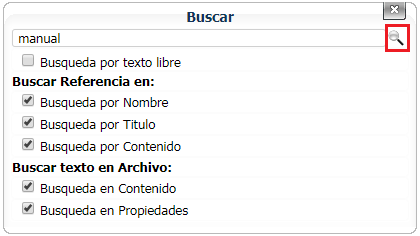 Buscar
manual
Busqueda por texto libre
Buscar Referencia en:
Busqueda por Nombre
Busqueda por Titulo
Busqueda por Contenido
Buscar texto en Archivo:
Busqueda en Contenido
Busqueda en Propiedades